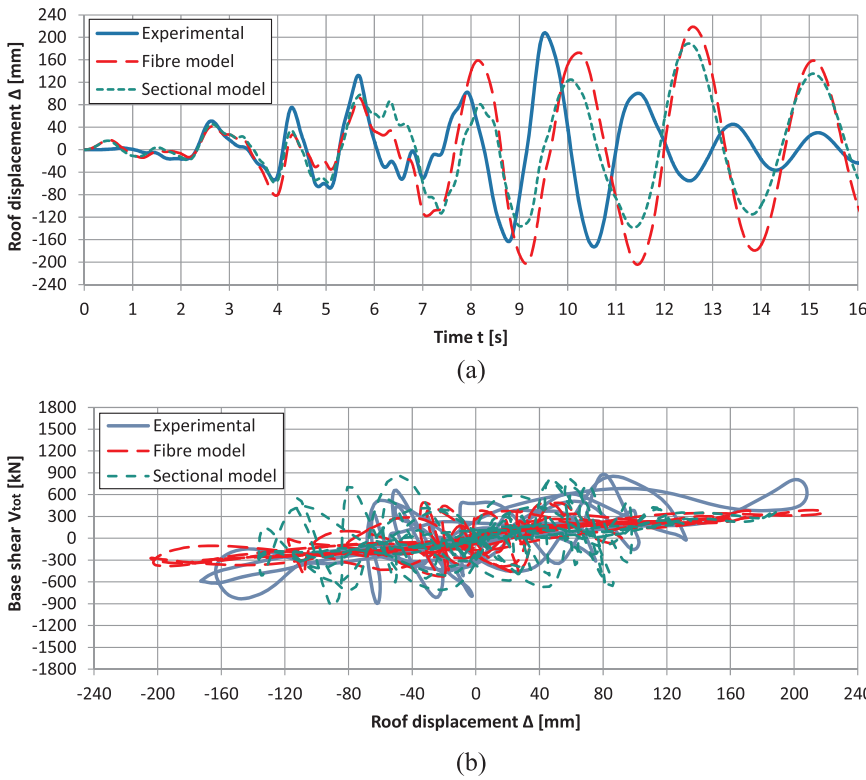 Experimental
Fibre model
Sectional model
240
200
160
120
80
40
0
-40
-80
-120
-160
-200
-240
Roof displacement Δ [mm]
0 1 2 3 4 5 6 7 8 9 10 11 12 13 14 15 16
Time t [s]
(a)
Experimental
Fibre model
Sectional model
1800
1500
1200
900
600
300
0
-300
-600
-900
-1200
-1500
-1800
Base shear Vtot [kN]
-240 -200 -160 -120 -80 -40 0 40 80 120 160 200 240
Roof displacement Δ [mm]
(b)